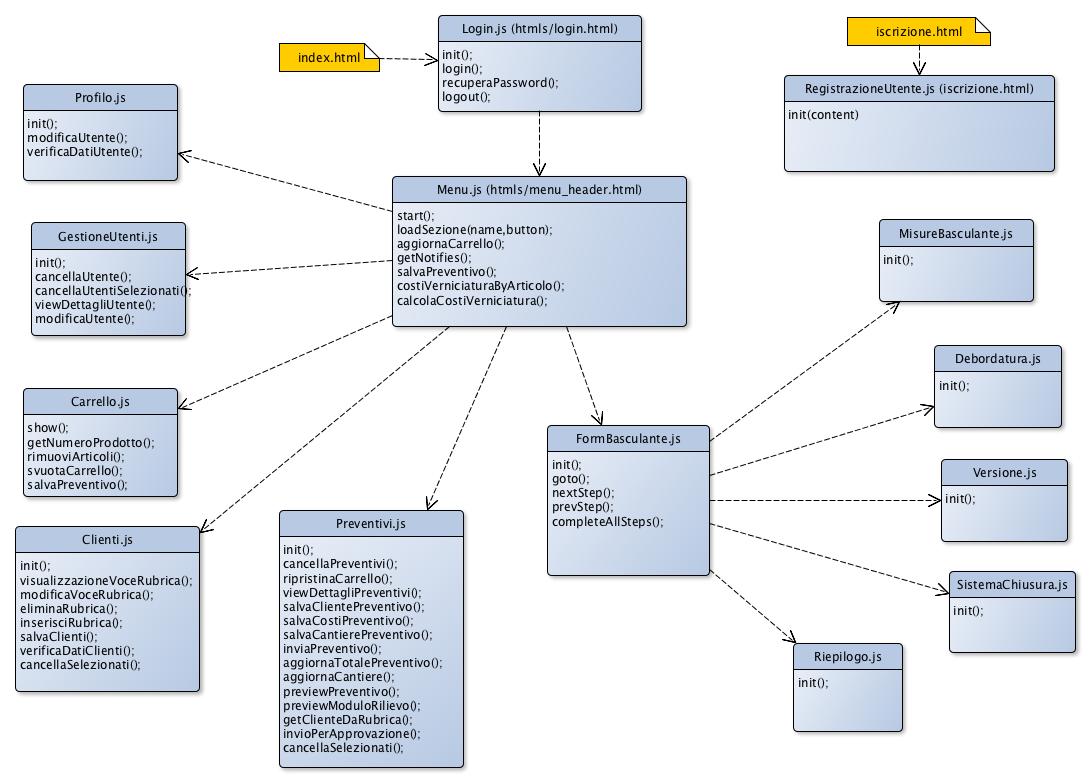 Login.js (htmls/login.html)
init();
login();
recuperaPassword();
logout();
index.html
iscrizione.html
RegistrazioneUtente.js (iscrizione.html)
init(content)
Profilo.js
init();
modificaUtente();
verificaDatiUtente();
Menu.js (htmls/menu_header.html)
start();
loadSezione(name,button);
aggiornaCarrello();
getNotifies();
salvaPreventivo();
costiVerniciaturaByArticolo();
calcolaCostiVerniciatura();
GestioneUtenti.js
init();
cancellaUtente();
cancellaUtentiSelezionati();
viewDettagliUtente();
modificaUtente();
MisureBasculante.js
init();
Debordatura.js
init();
Carrello.js
show();
getNumeroProdotto();
rimuoviArticoli();
svuotaCarrello();
salvaPreventivo();
FormBasculante.js
init();
goto();
nextStep();
prevStep();
completeAllSteps();
Versione.js
init();
Clienti.js
init();
visualizzazioneVoceRubrica();
modificaVoceRubrica();
eliminaRubrica();
inserisciRubrica();
salvaClienti();
verificaDatiClienti();
cancellaSelezionati();
Preventivi.js
init();
cancellaPreventivi();
ripristinaCarrello();
viewDettagliPreventivi();
salvaClientePreventivo();
salvaCostiPreventivo();
salvaCantierePreventivo();
inviaPreventivo();
aggiornaTotalePreventivo();
aggiornaCantiere();
previewPreventivo();
previewModuloRilievo();
getClienteDaRubrica();
invioPerApprovazione();
cancellaSelezionati();
SistemaChiusura.js
init();
Riepilogo.js
init();